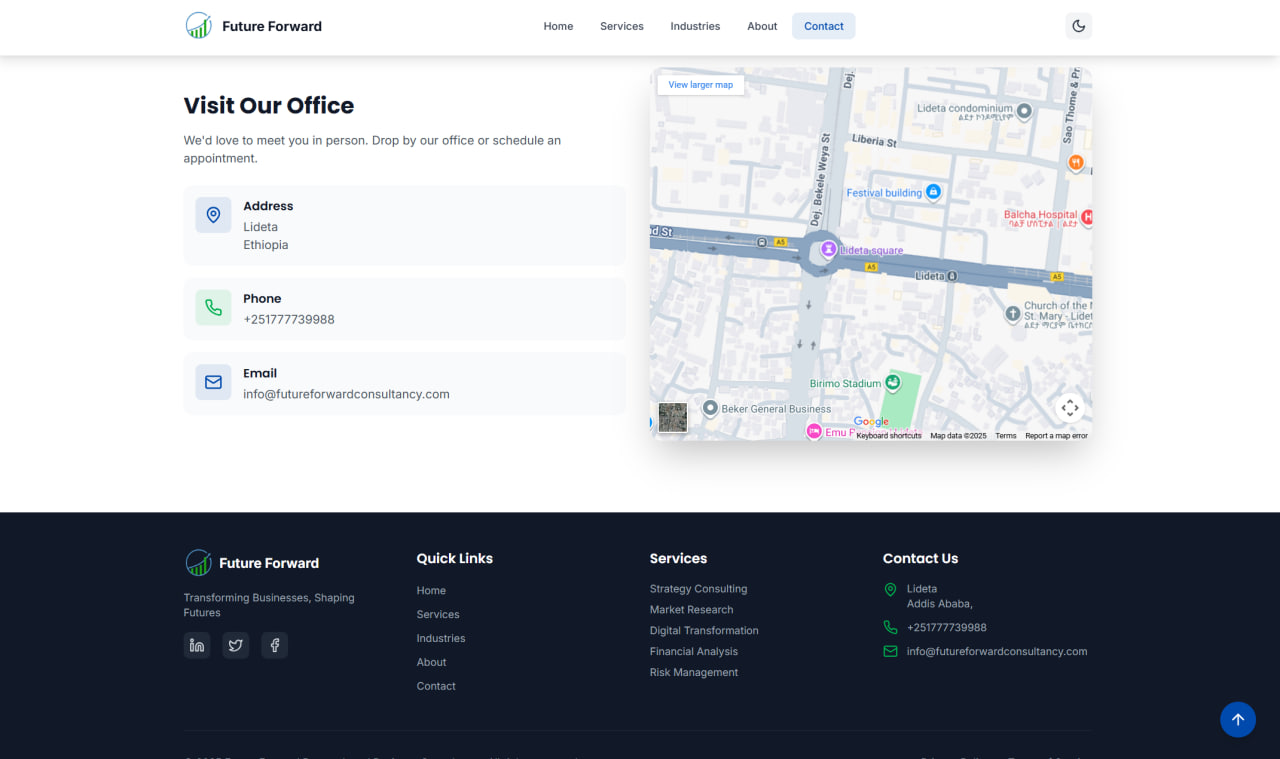 Future Forward
Home
Services
Industries
About
Contact
Visit Our Office
We'd love to meet you in person. Drop by our office or schedule an
appointment.
Address
Lideta
Ethiopia
Phone
+251777739988
Email
info@futureforwardconsultancy.com
View larger map
Dej.
Lideta condominium
ልደታ ኮንዶሚኒየም
Sao Thome & Pr
Liberia St
Dej. Bekele Weya St
Festival building
Balcha Hospital
ባልቻ ሆስፒታል | ልደታ
d St
A5
Lideta square
A5
Lideta
A5
Church of the
St. Mary - Lidet
Birimo Stadium
Beker General Business
Google
Emu
Keyboard shortcuts
Map data ©2025
Terms
Report a map error
Future Forward
Transforming Businesses, Shaping
Futures
Quick Links
Home
Services
Industries
About
Contact
Services
Strategy Consulting
Market Research
Digital Transformation
Financial Analysis
Risk Management
Contact Us
Lideta
Addis Ababa,
+251777739988
info@futureforwardconsultancy.com